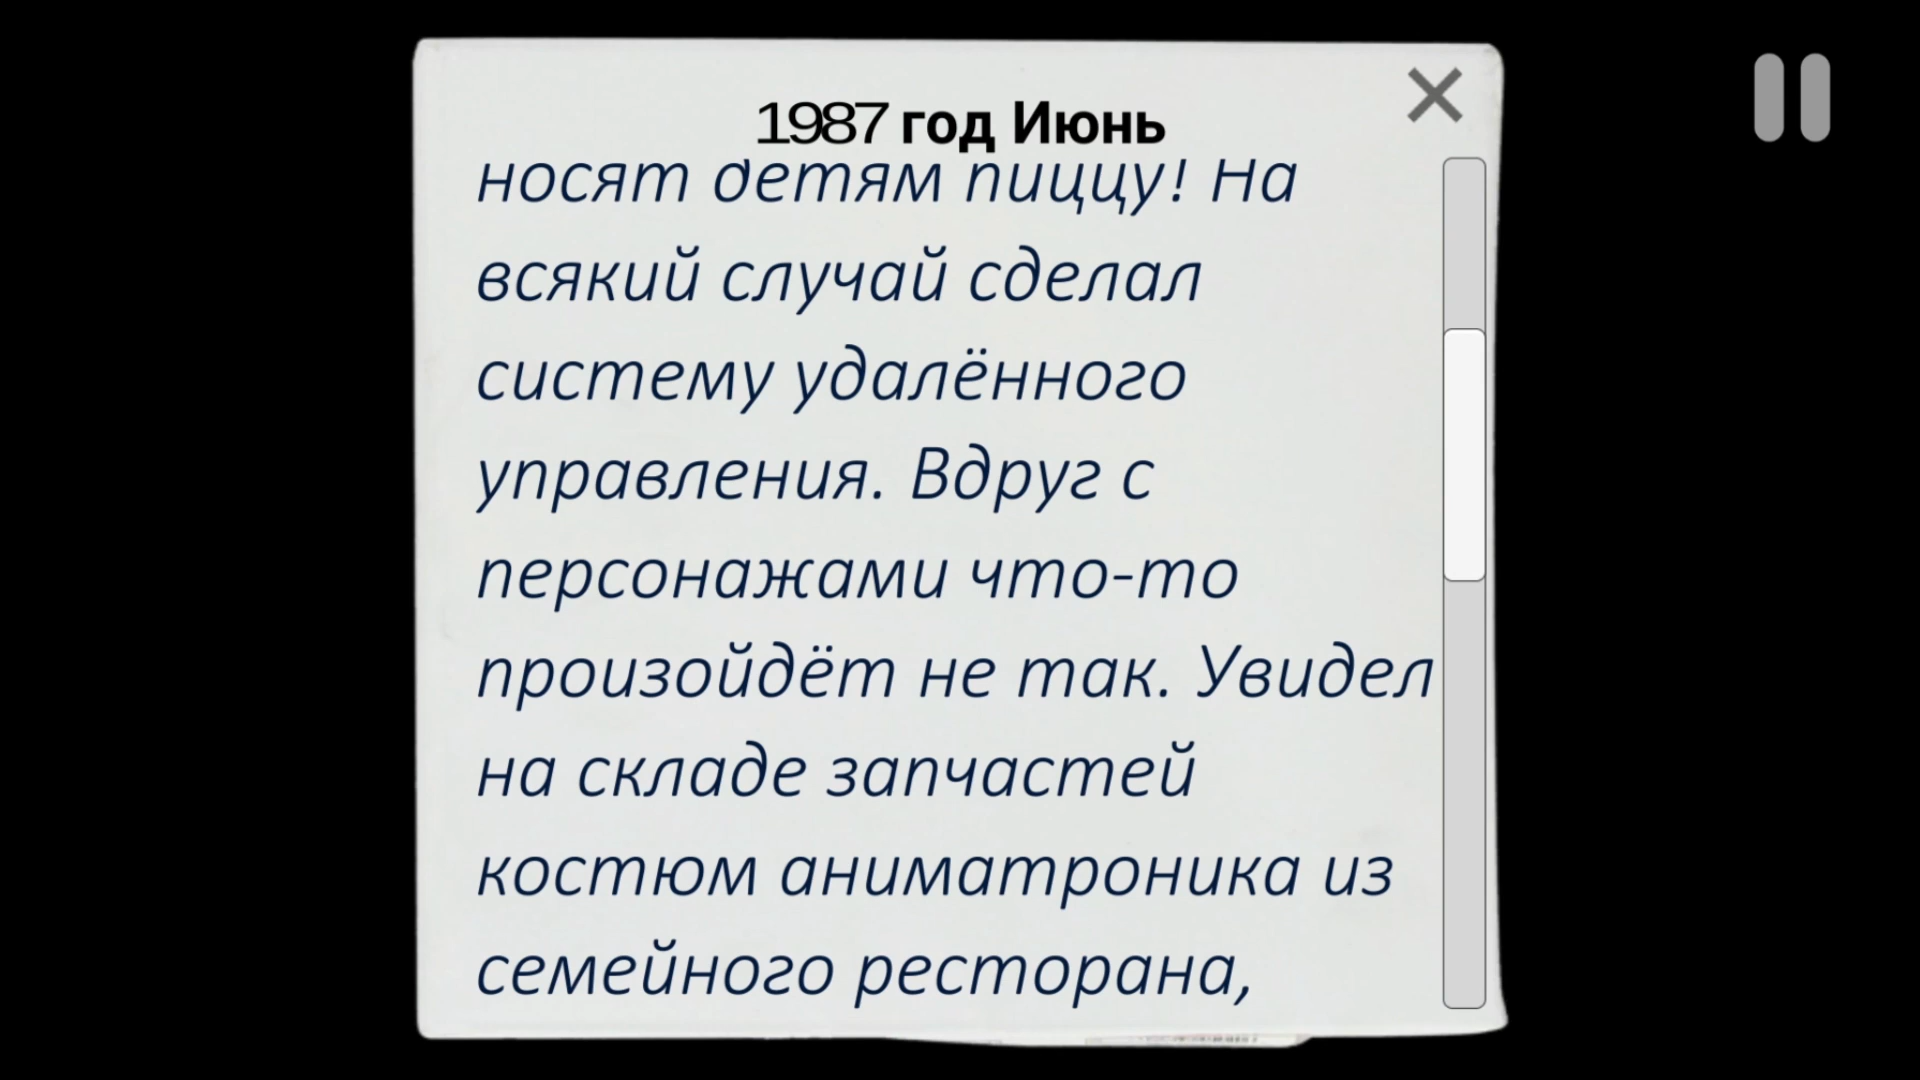 1987 год Июнь
носят детям пиццу! На
всякий случай сделал
систему удалённого
управления. Вдруг с
персонажами что-то
произойдёт не так. Увидел
на складе запчастей
костюм аниматроника из
семейного ресторана,